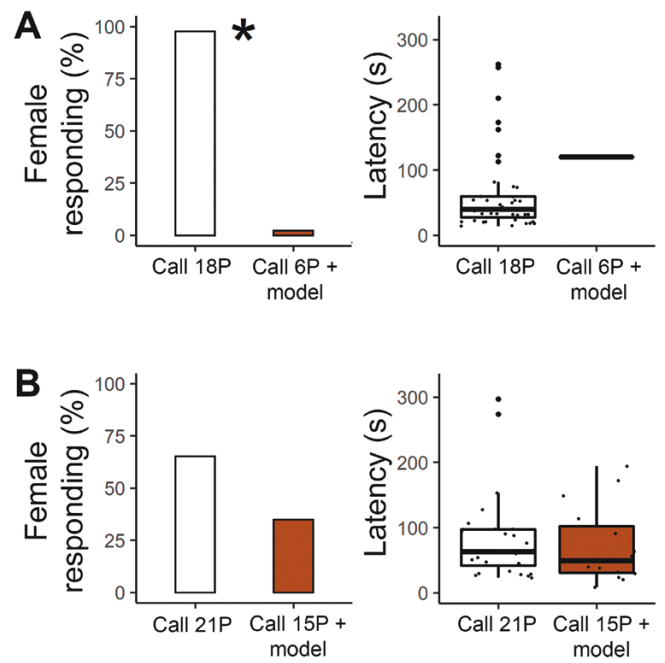 A
Female
responding (%)
100
75
50
25
0
*
Call 18P
Call 6P +
model
Latency (s)
300
200
100
0
Call 18P
Call 6P +
model
B
Female
responding (%)
100
75
50
25
0
Call 21P
Call 15P +
model
Latency (s)
300
200
100
0
Call 21P
Call 15P +
model